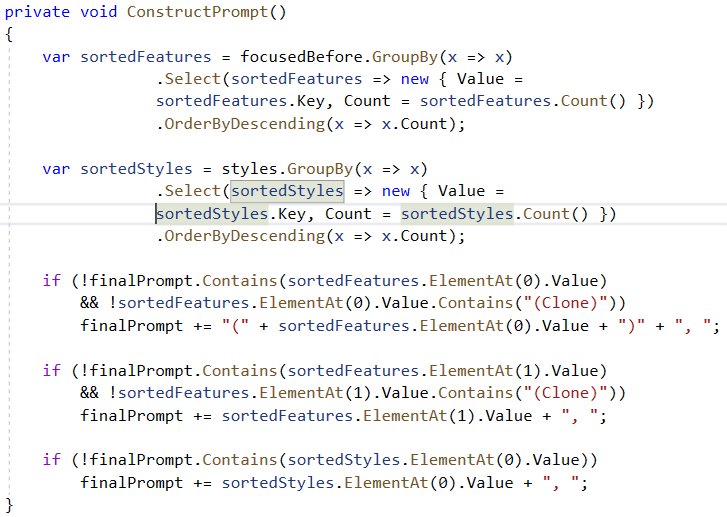 private void ConstructPrompt()
{
var sortedFeatures = focusedBefore.GroupBy(x => x)
.Select(sortedFeatures => new { Value =
sortedFeatures.Key, Count = sortedFeatures.Count() })
.OrderByDescending(x => x.Count);
var sortedStyles = styles.GroupBy(x => x)
.Select(sortedStyles => new { Value =
sortedStyles.Key, Count = sortedStyles.Count() })
.OrderByDescending(x => x.Count);
if (!finalPrompt.Contains(sortedFeatures.ElementAt(0).Value)
&& !sortedFeatures.ElementAt(0).Value.Contains("(Clone)"))
finalPrompt += "(" + sortedFeatures.ElementAt(0).Value + ")" + ", ";
if (!finalPrompt.Contains(sortedFeatures.ElementAt(1).Value)
&& !sortedFeatures.ElementAt(1).Value.Contains("(Clone)"))
finalPrompt += sortedFeatures.ElementAt(1).Value + ", ";
if (!finalPrompt.Contains(sortedStyles.ElementAt(0).Value))
finalPrompt += sortedStyles.ElementAt(0).Value + ", ";
}